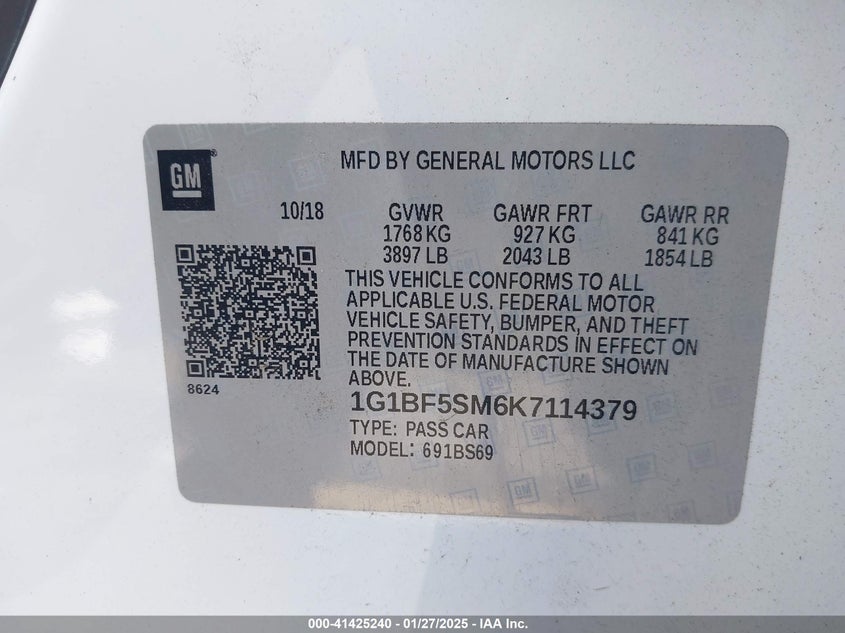 GM
MFD BY GENERAL MOTORS LLC
10/18 GVWR GAWR FRT GAWR RR
1768 KG 927 KG 841 KG
3897 LB 2043 LB 1854 LB
THIS VEHICLE CONFORMS TO ALL
APPLICABLE U.S. FEDERAL MOTOR
VEHICLE SAFETY, BUMPER, AND THEFT
PREVENTION STANDARDS IN EFFECT ON
THE DATE OF MANUFACTURE SHOWN
ABOVE.
8624
1G1BF5SM6K7114379
TYPE: PASS CAR
MODEL: 691BS69
000-41425240 - 01/27/2025 - IAA Inc.